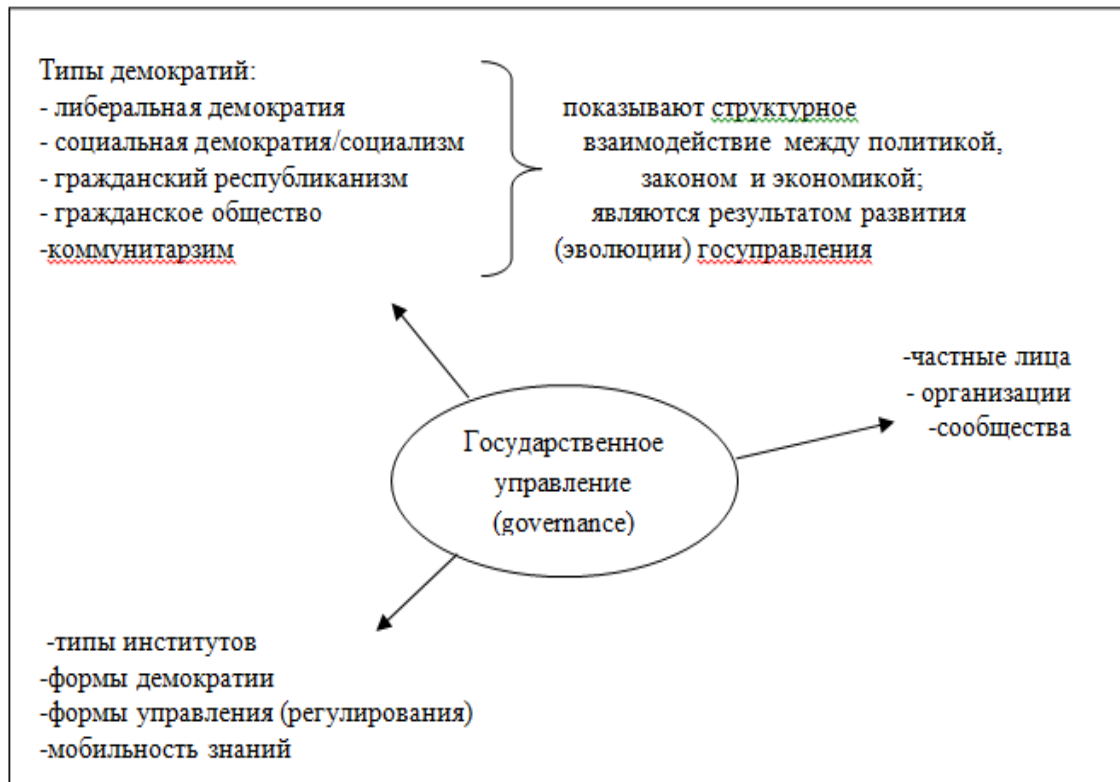 Типы демократий:
- либеральная демократия
- социальная демократия/социализм
- гражданский республиканизм
- гражданское общество
-коммунитарзим
показывают структурное
взаимодействие между политикой,
законом и экономикой;
являются результатом развития
(эволюции) госуправления
-частные лица
- организации
-сообщества
Государственное
управление
(governance)
-типы институтов
-формы демократии
-формы управления (регулирования)
-мобильность знаний